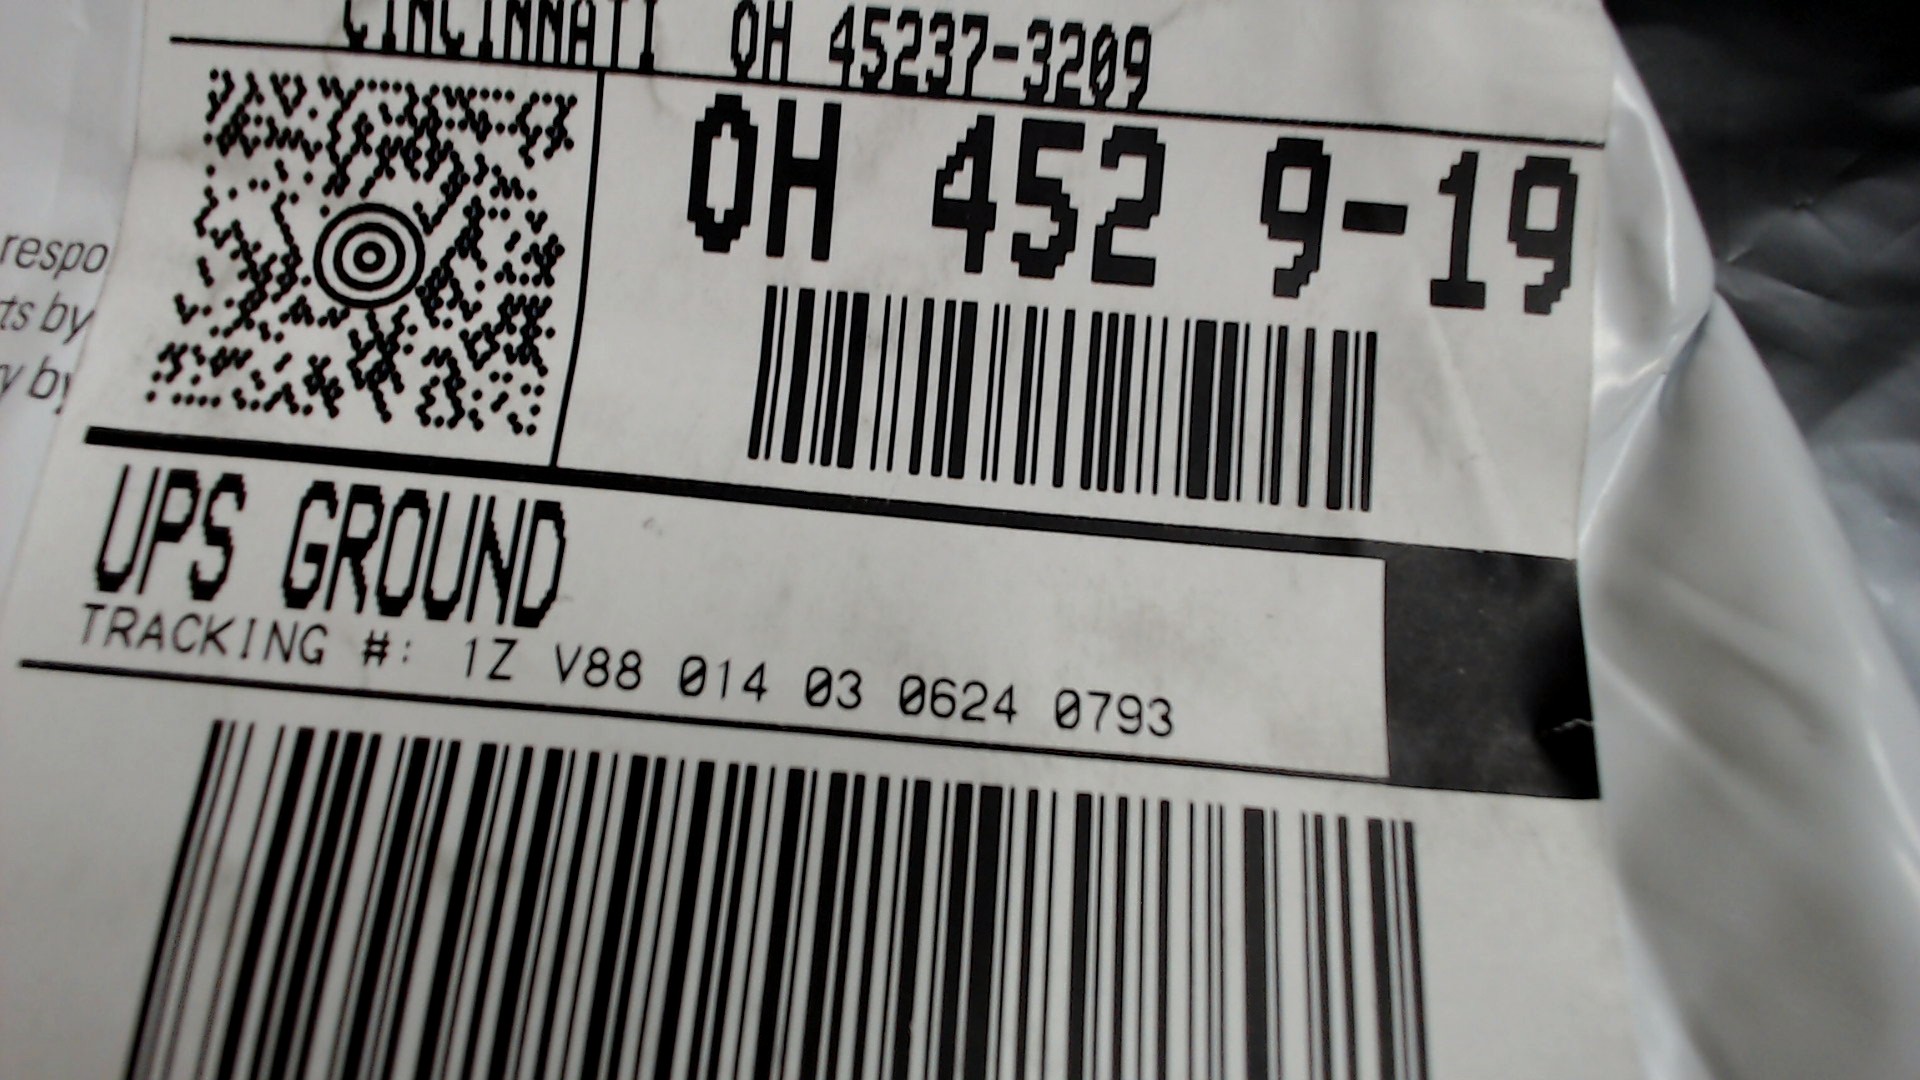 CINCINNATI OH 45237-3209
OH 452 9-19
respo
ts by
y by
UPS GROUND
TRACKING #: 1Z V88 014 03 0624 0793